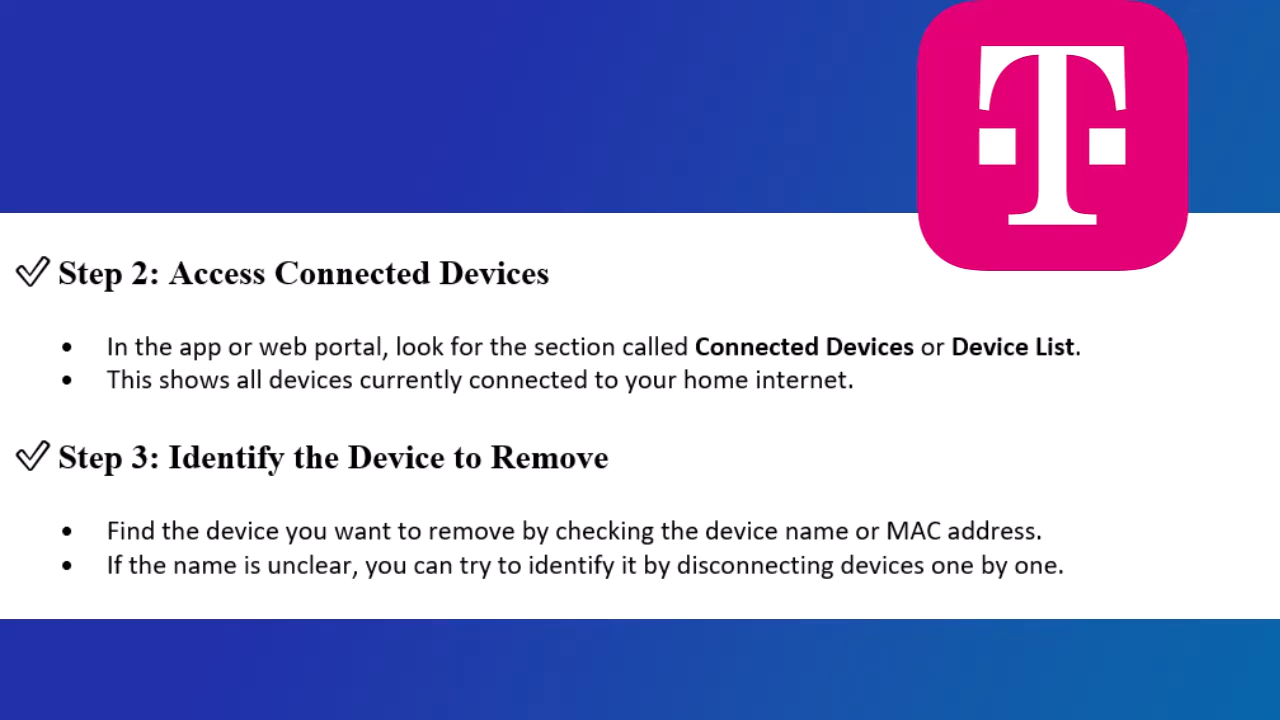 T
✓ Step 2: Access Connected Devices
• In the app or web portal, look for the section called Connected Devices or Device List.
• This shows all devices currently connected to your home internet.
✓ Step 3: Identify the Device to Remove
• Find the device you want to remove by checking the device name or MAC address.
• If the name is unclear, you can try to identify it by disconnecting devices one by one.